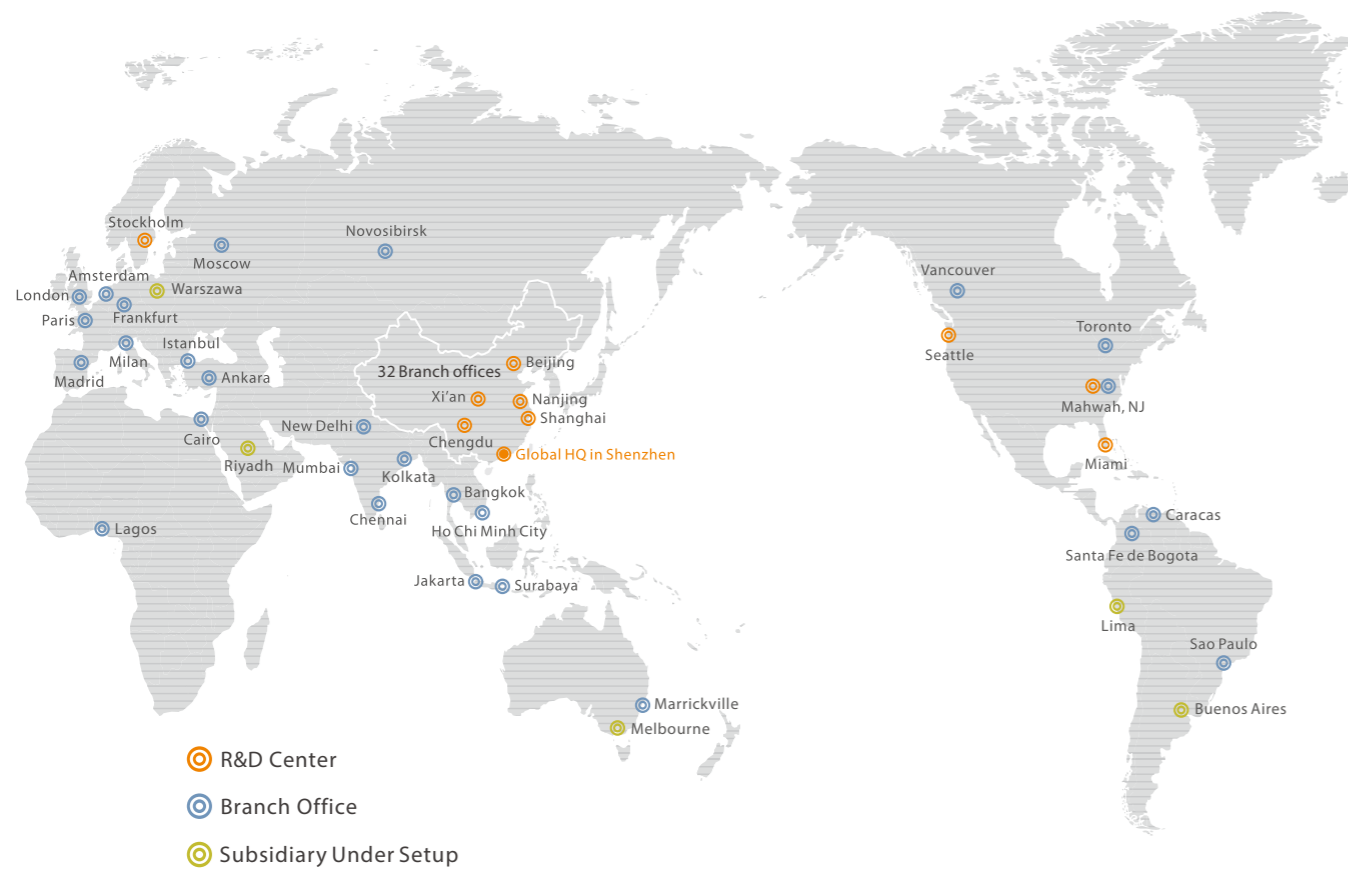 Stockholm
Novosibirsk
Moscow
Amsterdam
Warszawa
London
Frankfurt
Paris
Istanbul
Milan
Madrid
Ankara
Beijing
32 Branch offices
Xi'an
Nanjing
Shanghai
New Delhi
Chengdu
Cairo
Global HQ in Shenzhen
Riyadh
Mumbai
Kolkata
Bangkok
Chennai
Ho Chi Minh City
Lagos
Jakarta
Surabaya
Marrickville
Melbourne
Vancouver
Toronto
Seattle
Mahwah, NJ
Miami
Caracas
Santa Fe de Bogota
Lima
Sao Paulo
Buenos Aires
R&D Center
Branch Office
Subsidiary Under Setup